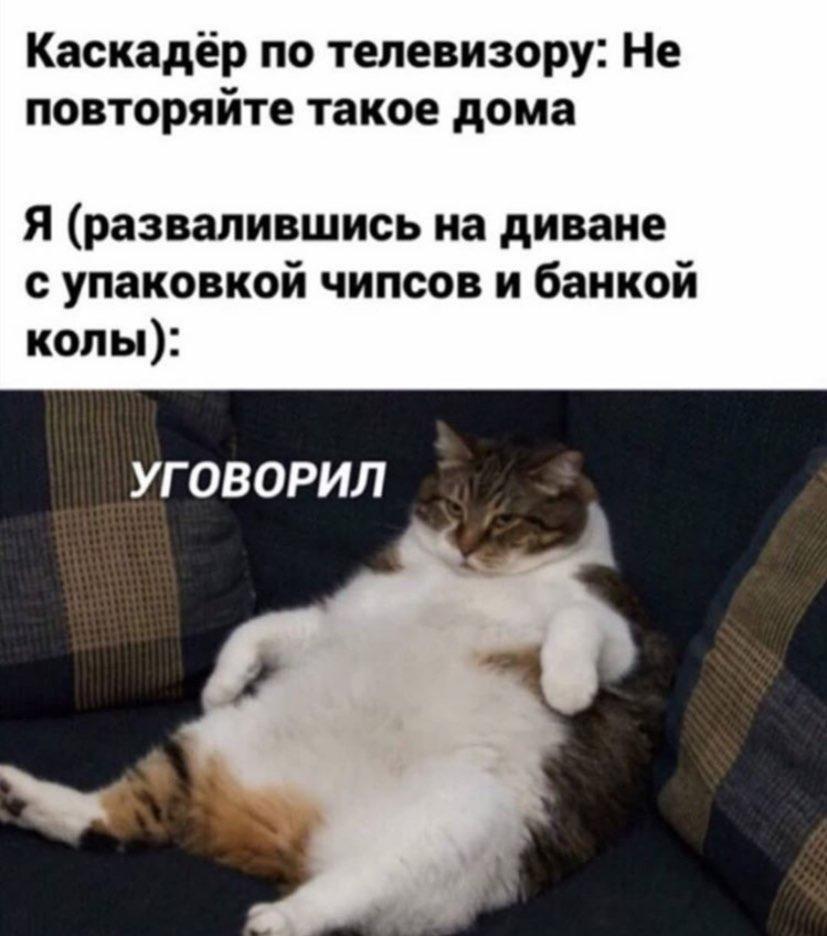 Каскадёр по телевизору: Не
повторяйте такое дома
Я (развалившись на диване
с упаковкой чипсов и банкой
колы):
УГОВОРИЛ